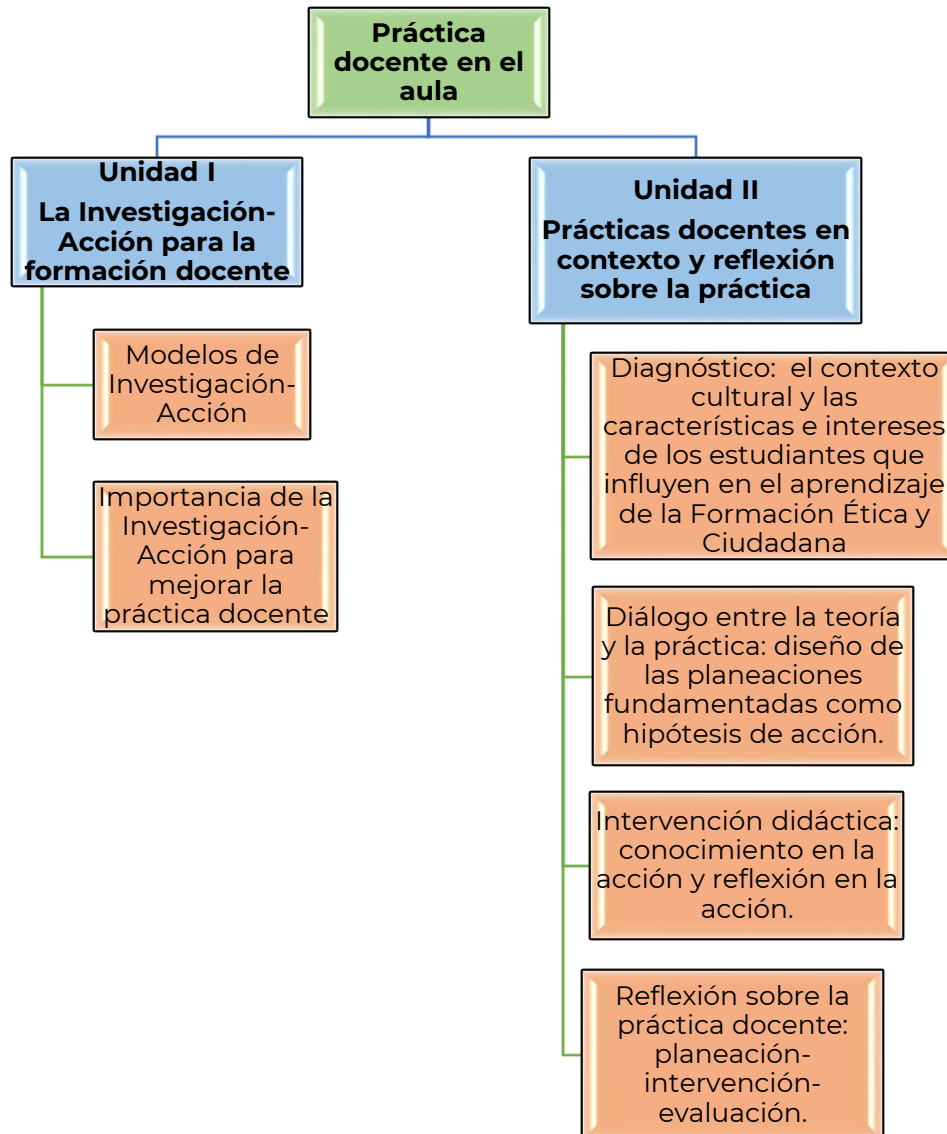 Práctica
docente en el
aula
Unidad I
La Investigación-
Acción para la
formación docente
Modelos de
Investigación-
Acción
Importancia de la
Investigación-
Acción para
mejorar la
práctica docente
Unidad II
Prácticas docentes en
contexto y reflexión
sobre la práctica
Diagnóstico: el contexto
cultural y las
características e intereses
de los estudiantes que
influyen en el aprendizaje
de la Formación Ética y
Ciudadana
Diálogo entre la teoría
y la práctica: diseño de
las planeaciones
fundamentadas como
hipótesis de acción.
Intervención didáctica:
conocimiento en la
acción y reflexión en la
acción.
Reflexión sobre la
práctica docente:
planeación-
intervención-
evaluación.